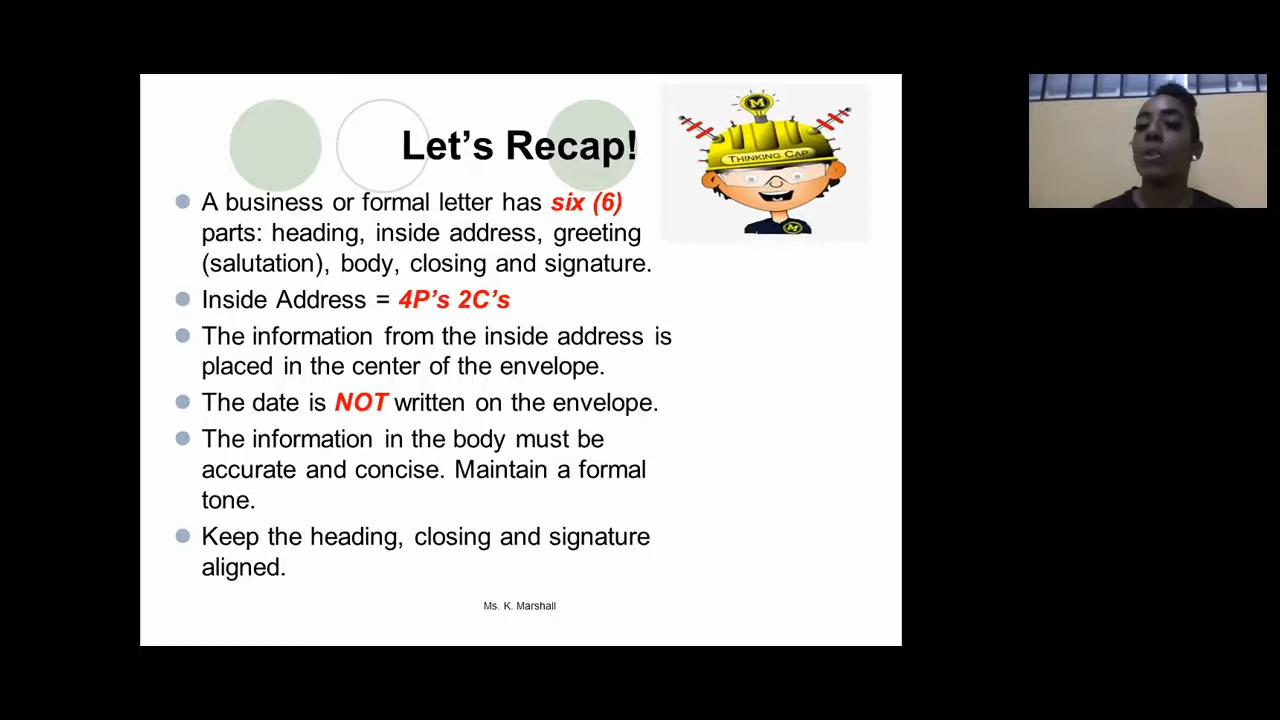 Let's Recap!
M
THINKING CAP
M
A business or formal letter has six (6)
parts: heading, inside address, greeting
(salutation), body, closing and signature.
Inside Address = 4P's 2C's
The information from the inside address is
placed in the center of the envelope.
The date is NOT written on the envelope.
The information in the body must be
accurate and concise. Maintain a formal
tone.
Keep the heading, closing and signature
aligned.
Ms. K. Marshall